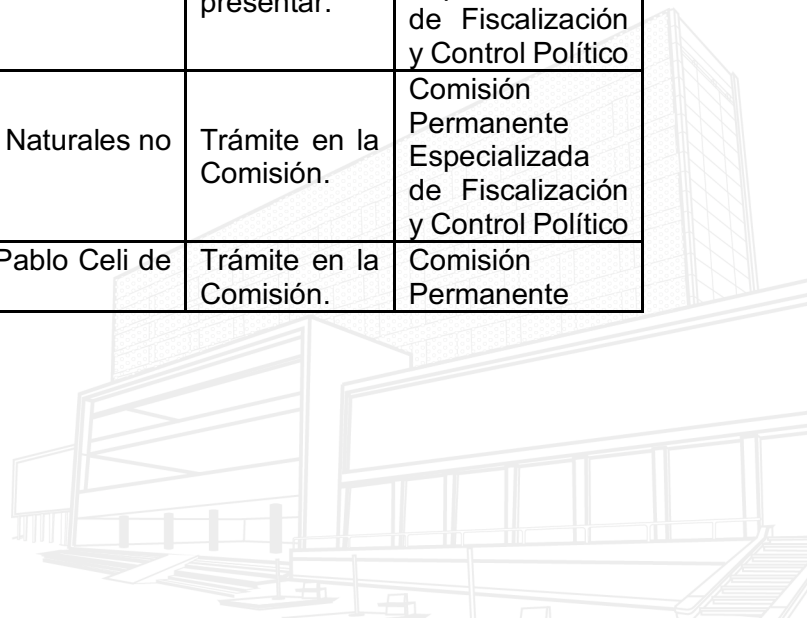 presentar.
de Fiscalización
y Control Político
Naturales no
Trámite en la
Comisión.
Comisión
Permanente
Especializada
de Fiscalización
y Control Político
Pablo Celi de
Trámite en la
Comisión.
Comisión
Permanente